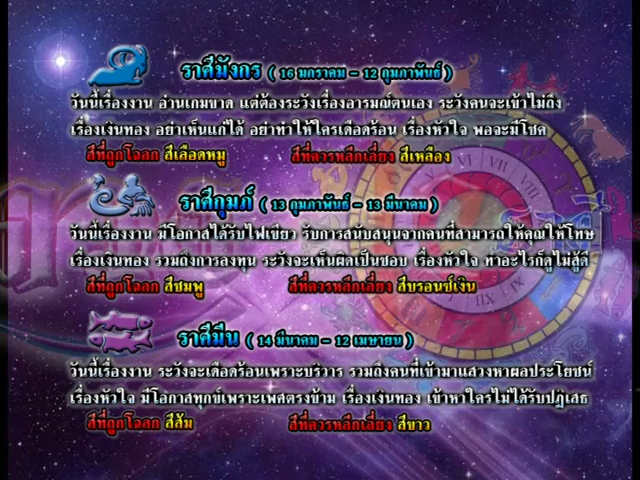 ราศีมังกร ( 16 มกราคม – 12 กุมภาพันธ์ )
วันนี้เรื่องงาน อ่านเกมขาด แต่ต้องระวังเรื่องอารมณ์ตนเอง ระวังคนจะเข้าไม่ถึง
เรื่องเงินทอง อย่าเห็นแก่ได้ อย่าทำให้ใครเดือดร้อน เรื่องหัวใจ พอจะมีโชค
สีที่ถูกโฉลก สีเลือดหมู สีที่ควรหลีกเลี่ยง สีเหลือง
ราศีกุมภ์ ( 13 กุมภาพันธ์ – 13 มีนาคม )
วันนี้เรื่องงาน มีโอกาสได้รับไฟเขียว รับการสนับสนุนจากคนที่สามารถให้คุณให้โทษ
เรื่องเงินทอง รวมถึงการลงทุน ระวังจะเห็นผิดเป็นชอบ เรื่องหัวใจ ทำอะไรก็ดูไม่สู้ดี
สีที่ถูกโฉลก สีชมพู สีที่ควรหลีกเลี่ยง สีบรอนซ์เงิน
ราศีมีน ( 14 มีนาคม – 12 เมษายน )
วันนี้เรื่องงาน ระวังจะเดือดร้อนเพราะบริวาร รวมถึงคนที่เข้ามาแสวงหาผลประโยชน์
เรื่องหัวใจ มีโอกาสทุกข์เพราะเพศตรงข้าม เรื่องเงินทอง เข้าหาใครไม่ได้รับปฏิเสธ
สีที่ถูกโฉลก สีส้ม สีที่ควรหลีกเลี่ยง สีขาว